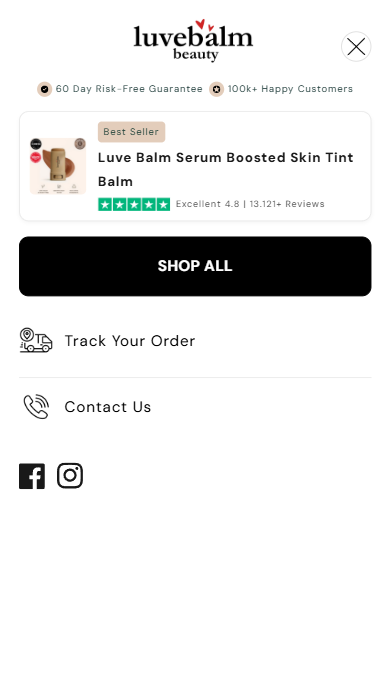 luvebalm
beauty
60 Day Risk-Free Guarantee 100k+ Happy Customers
Best Seller
Luve Balm Serum Boosted Skin Tint
Balm
Excellent 4.8 | 13.121+ Reviews
SHOP ALL
Track Your Order
Contact Us